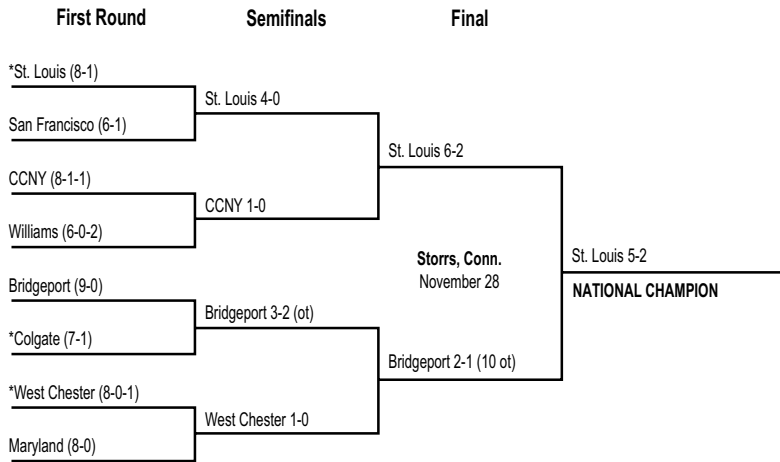 First Round
Semifinals
Final
*St. Louis (8-1)
St. Louis 4-0
San Francisco (6-1)
St. Louis 6-2
CCNY (8-1-1)
CCNY 1-0
Williams (6-0-2)
Storrs, Conn.
November 28
St. Louis 5-2
NATIONAL CHAMPION
Bridgeport (9-0)
Bridgeport 3-2 (ot)
*Colgate (7-1)
Bridgeport 2-1 (10 ot)
*West Chester (8-0-1)
West Chester 1-0
Maryland (8-0)